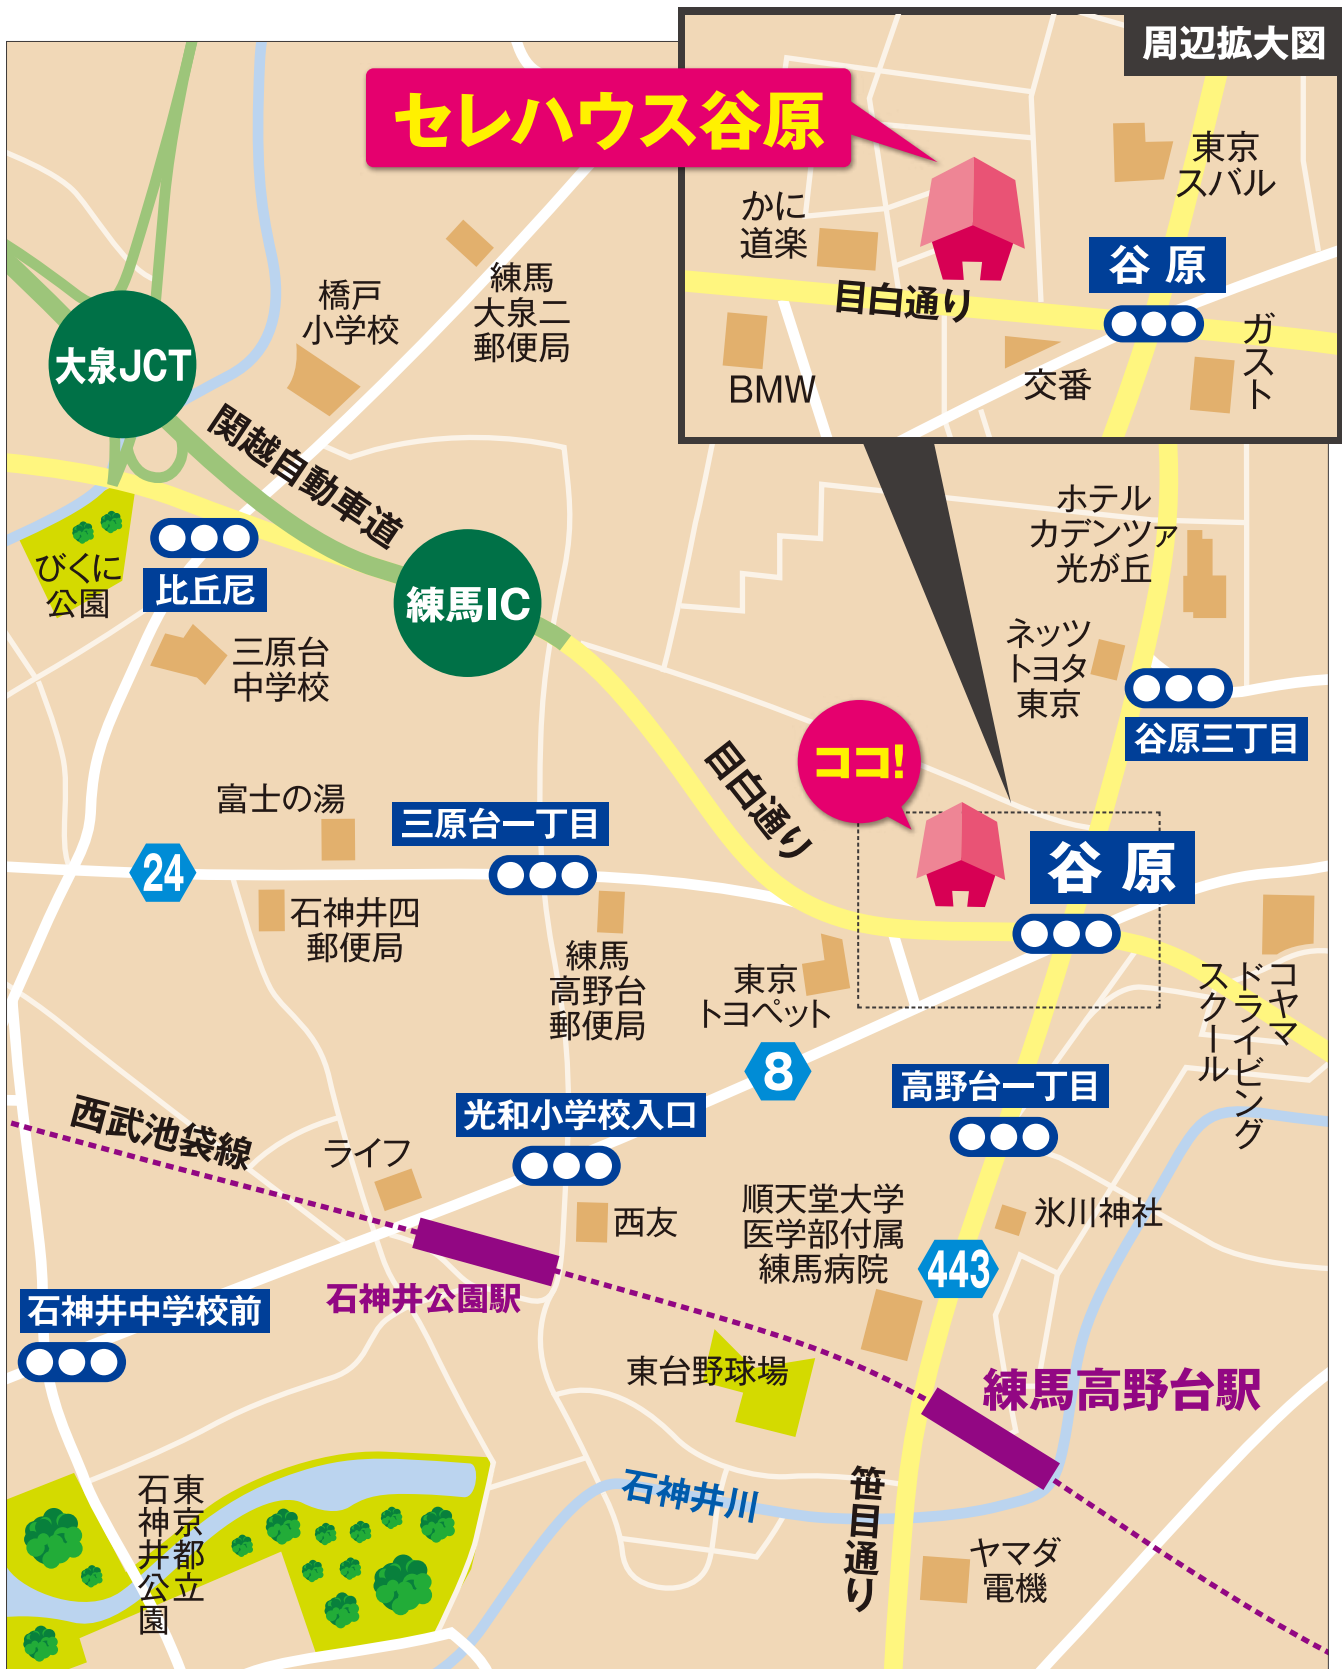 周辺拡大図
セレハウス谷原
東京
スバル
かに
道楽
谷原
目白通り
ガスト
BMW
交番
橋戸
小学校
練馬
大泉二
郵便局
大泉JCT
関越自動車道
ホテル
カデンツァ
光が丘
びくに
公園
比丘尼
練馬IC
三原台
中学校
ネッツ
トヨタ
東京
谷原三丁目
ココ!
目白通り
富士の湯
三原台一丁目
谷原
24
石神井四
郵便局
練馬
高野台
郵便局
東京
トヨペット
コヤマ
ドライビング
スクール
8
高野台一丁目
西武池袋線
光和小学校入口
ライフ
西友
順天堂大学
医学部付属
練馬病院
氷川神社
443
石神井公園駅
石神井中学校前
東台野球場
練馬高野台駅
東京都立
石神井公園
石神井川
笹目通り
ヤマダ
電機